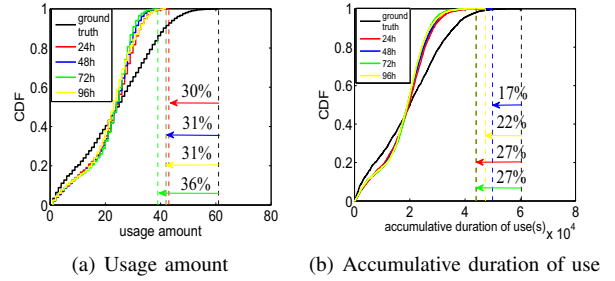 1
0.8
0.6
0.4
0.2
0
CDF
ground
truth
24h
48h
72h
96h
30%
31%
31%
36%
0 20 40 60 80
usage amount
(a) Usage amount
1
0.8
0.6
0.4
0.2
0
CDF
ground
truth
24h
48h
72h
96h
17%
22%
27%
27%
0 2 4 6 8
accumulative duration of use(s) x 10^4
(b) Accumulative duration of use